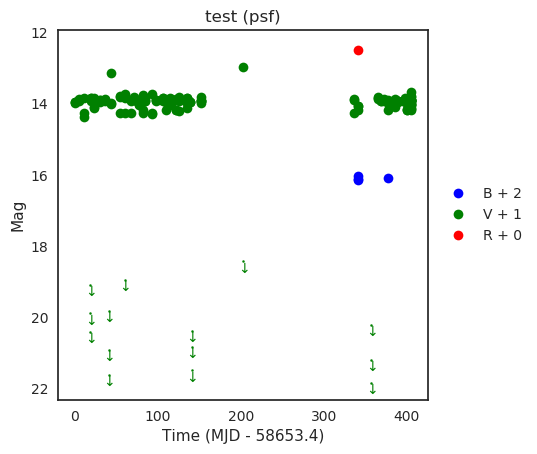 test (psf)
12
14
16
18
20
22
Mag
0
100
200
300
400
Time (MJD - 58653.4)
B + 2
V + 1
R + 0